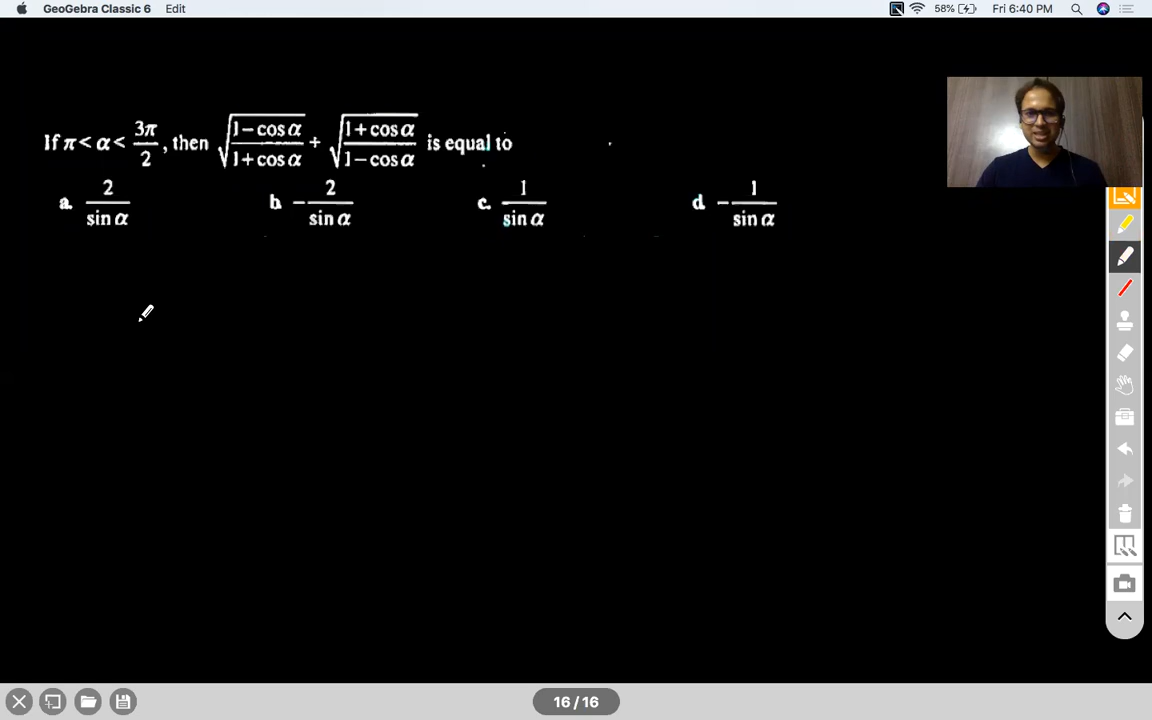 GeoGebra Classic 6 Edit 58% Fri 6:40 PM
If π < α < 3π/2, then √((1 − cos α)/(1 + cos α)) + √((1 + cos α)/(1 − cos α)) is equal to
a. 2/sin α b. −2/sin α c. 1/sin α d. −1/sin α
16 / 16